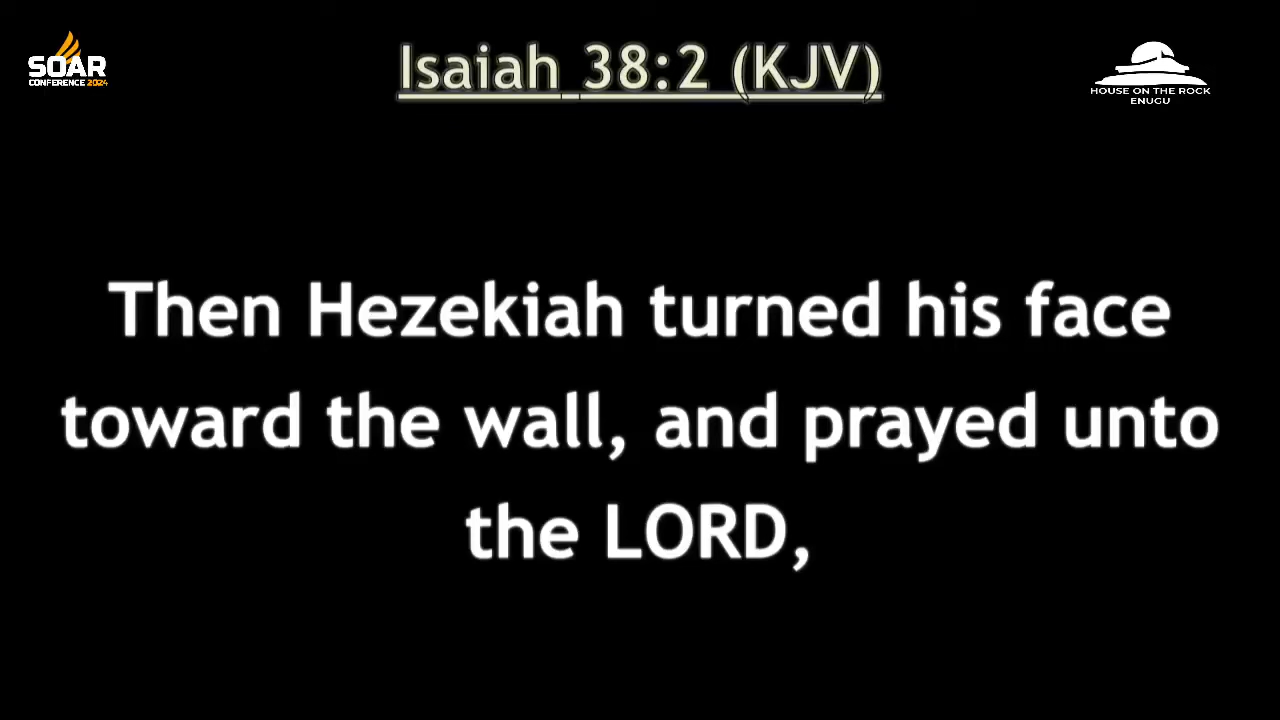 SOAR
CONFERENCE 2024
Isaiah 38:2 (KJV)
HOUSE ON THE ROCK
ENUGU
Then Hezekiah turned his face
toward the wall, and prayed unto
the LORD,